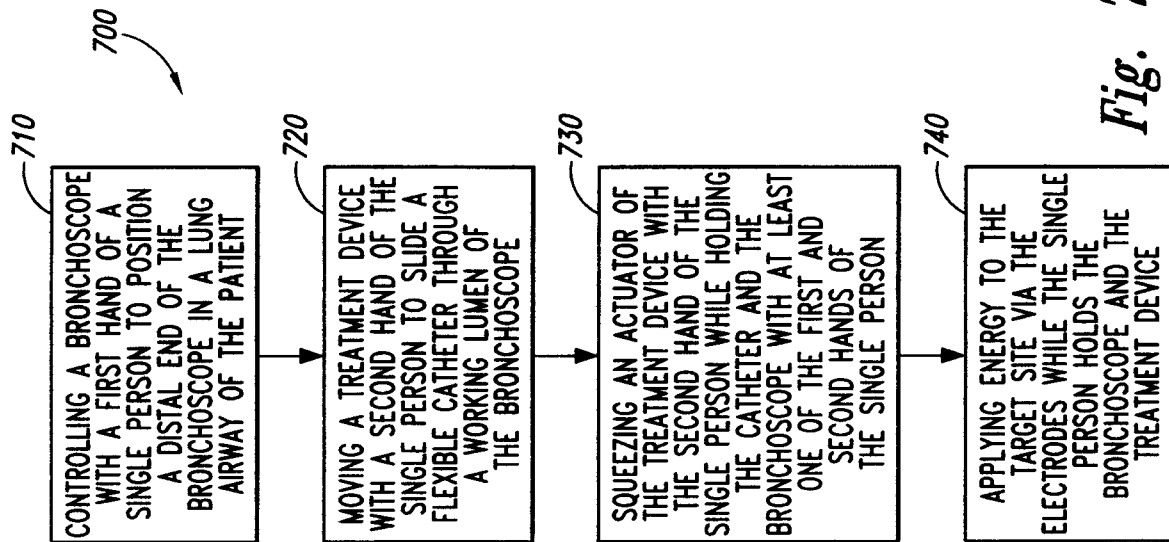 700
710
CONTROLLING A BRONCHOSCOPE
WITH A FIRST HAND OF A
SINGLE PERSON TO POSITION
A DISTAL END OF THE
BRONCHOSCOPE IN A LUNG
AIRWAY OF THE PATIENT
720
MOVING A TREATMENT DEVICE
WITH A SECOND HAND OF THE
SINGLE PERSON TO SLIDE A
FLEXIBLE CATHETER THROUGH
A WORKING LUMEN OF
THE BRONCHOSCOPE
730
SQUEEZING AN ACTUATOR OF
THE TREATMENT DEVICE WITH
THE SECOND HAND OF THE
SINGLE PERSON WHILE HOLDING
THE CATHETER AND THE
BRONCHOSCOPE WITH AT LEAST
ONE OF THE FIRST AND
SECOND HANDS OF
THE SINGLE PERSON
740
APPLYING ENERGY TO THE
TARGET SITE VIA THE
ELECTRODES WHILE THE SINGLE
PERSON HOLDS THE
BRONCHOSCOPE AND THE
TREATMENT DEVICE
Fig.